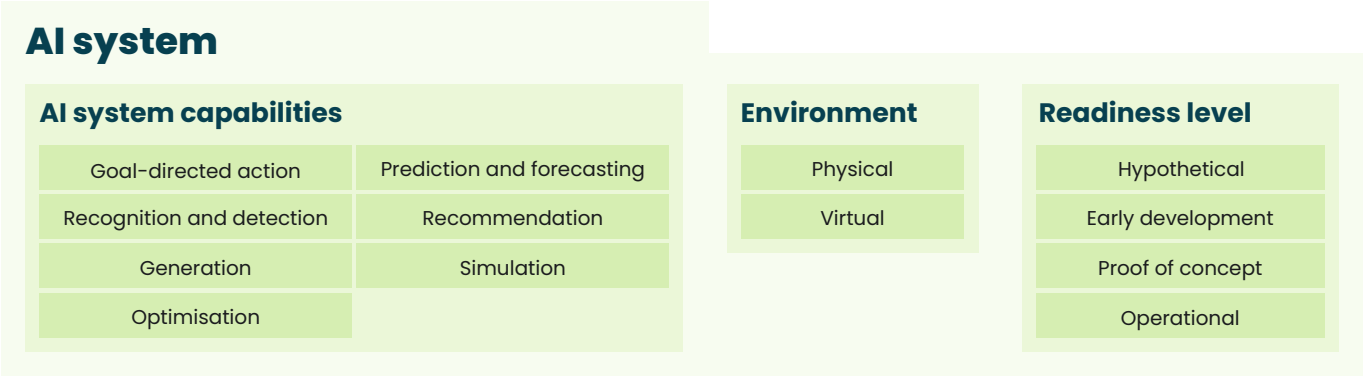 AI system
AI system capabilities
Goal-directed action
Prediction and forecasting
Recognition and detection
Recommendation
Generation
Simulation
Optimisation
Environment
Physical
Virtual
Readiness level
Hypothetical
Early development
Proof of concept
Operational